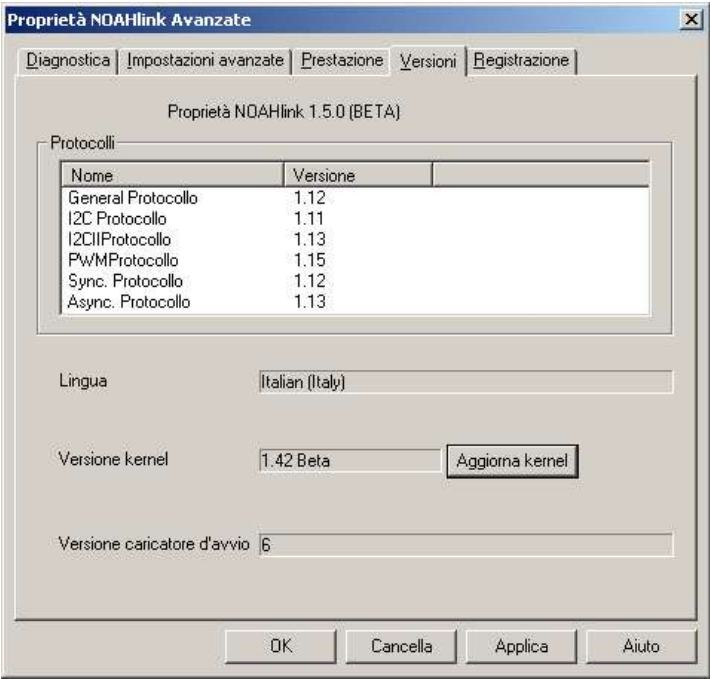 Proprietà NOAHlink Avanzate
Diagnostica Impostazioni avanzate Prestazione Versioni Registrazione
Proprietà NOAHlink 1.5.0 (BETA)
Protocolli
Nome Versione
General Protocollo 1.12
I2C Protocollo 1.11
I2CIIProtocollo 1.13
PWMProtocollo 1.15
Sync. Protocollo 1.12
Async. Protocollo 1.13
Lingua Italian (Italy)
Versione kernel 1.42 Beta Aggiorna kernel
Versione caricatore d'avvio 6
OK Cancella Applica Aiuto